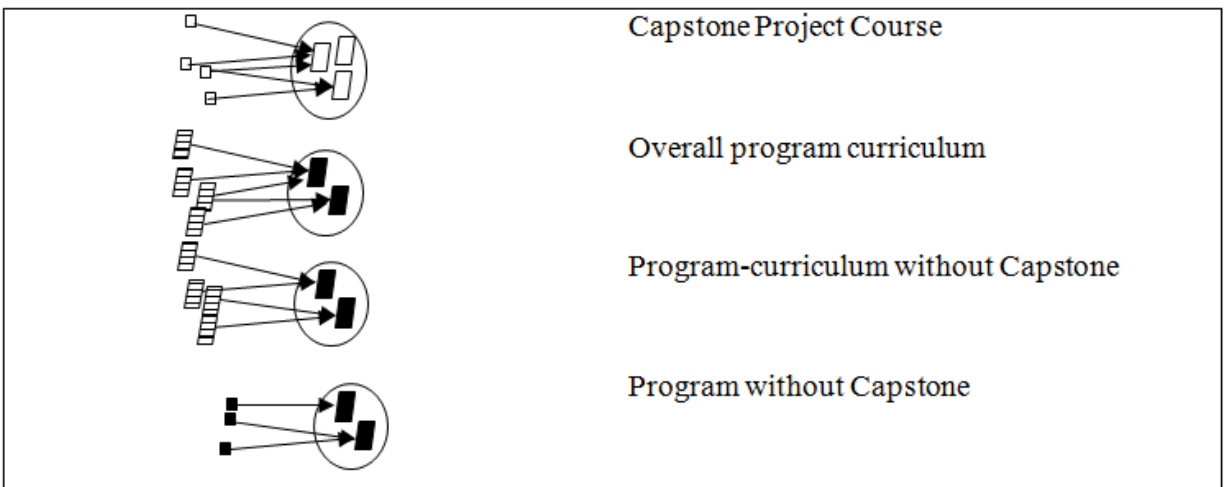 Capstone Project Course
Overall program curriculum
Program-curriculum without Capstone
Program without Capstone